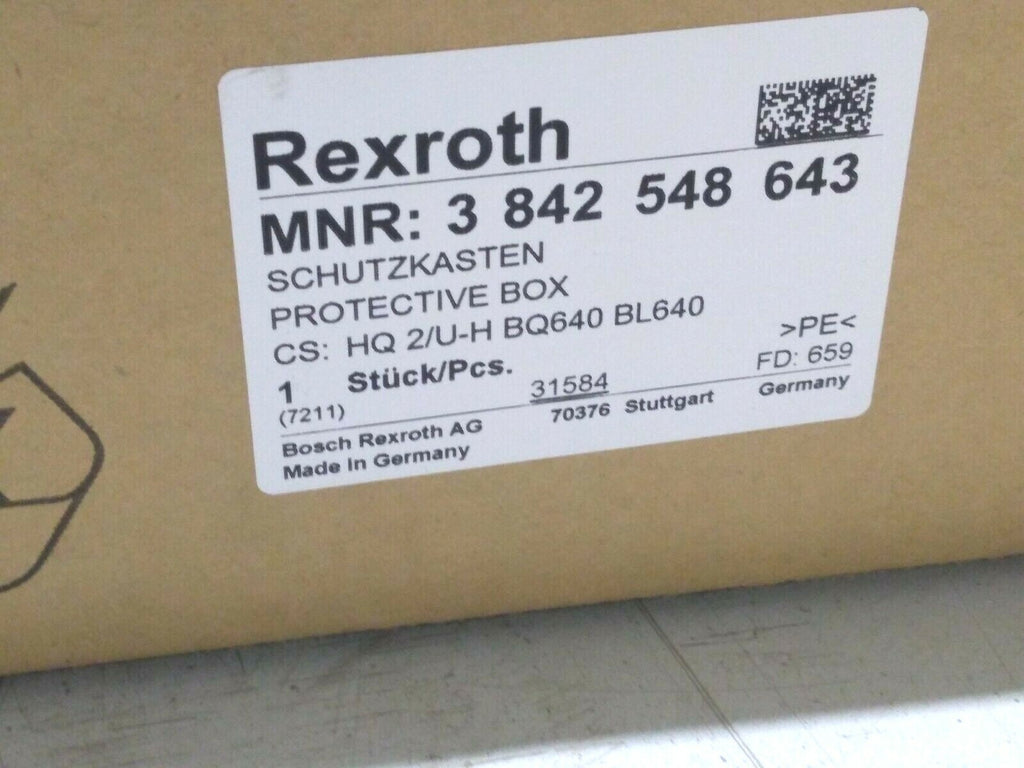 Rexroth
MNR: 3 842 548 643
SCHUTZKASTEN
PROTECTIVE BOX
CS: HQ 2/U-H BQ640 BL640
>PE<
1 Stück/Pcs.
FD: 659
(7211)
31584
Bosch Rexroth AG 70376 Stuttgart Germany
Made in Germany